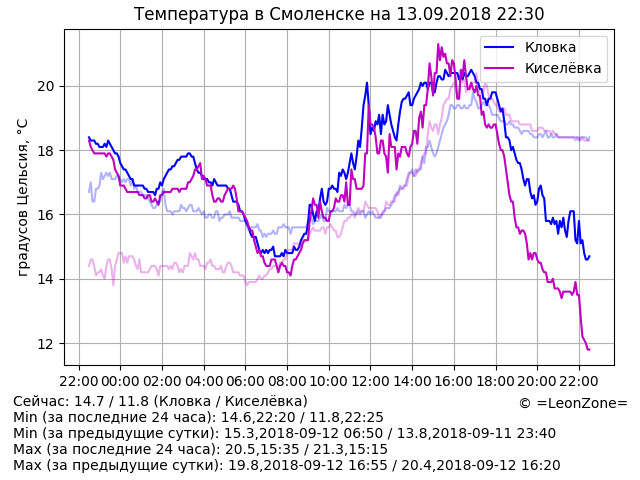 Температура в Смоленске на 13.09.2018 22:30
Кловка
Киселёвка
градусов Цельсия, °C
20
18
16
14
12
22:00 00:00 02:00 04:00 06:00 08:00 10:00 12:00 14:00 16:00 18:00 20:00 22:00
Сейчас: 14.7 / 11.8 (Кловка / Киселёвка)
© =LeonZone=
Min (за последние 24 часа): 14.6,22:20 / 11.8,22:25
Min (за предыдущие сутки): 15.3,2018-09-12 06:50 / 13.8,2018-09-11 23:40
Max (за последние 24 часа): 20.5,15:35 / 21.3,15:15
Max (за предыдущие сутки): 19.8,2018-09-12 16:55 / 20.4,2018-09-12 16:20